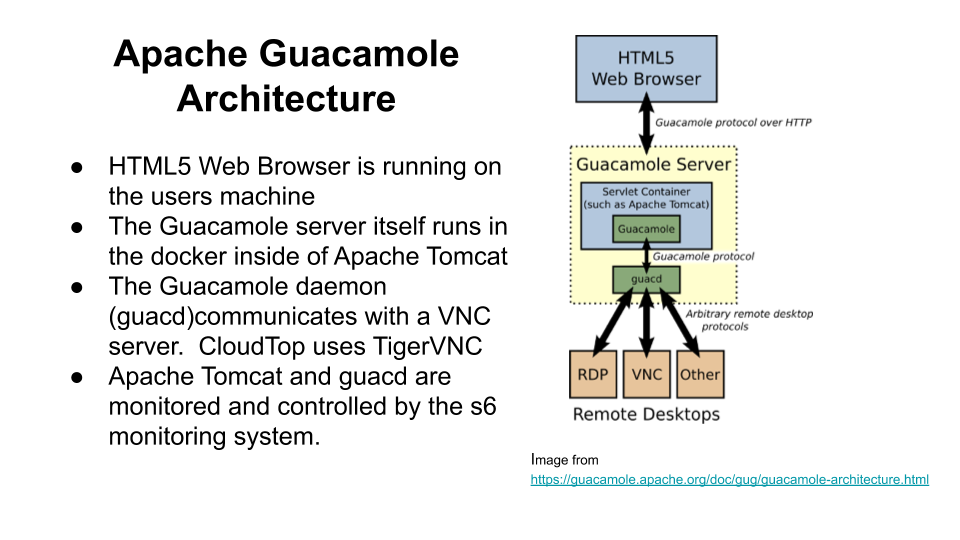 Apache Guacamole
Architecture
● HTML5 Web Browser is running on
the users machine
● The Guacamole server itself runs in
the docker inside of Apache Tomcat
● The Guacamole daemon
(guacd)communicates with a VNC
server.  CloudTop uses TigerVNC
● Apache Tomcat and guacd are
monitored and controlled by the s6
monitoring system.
HTML5
Web Browser
Guacamole protocol over HTTP
Guacamole Server
Servlet Container
(such as Apache Tomcat)
Guacamole
Guacamole protocol
guacd
Arbitrary remote desktop
protocols
RDP
VNC
Other
Remote Desktops
Image from
https://guacamole.apache.org/doc/gug/guacamole-architecture.html